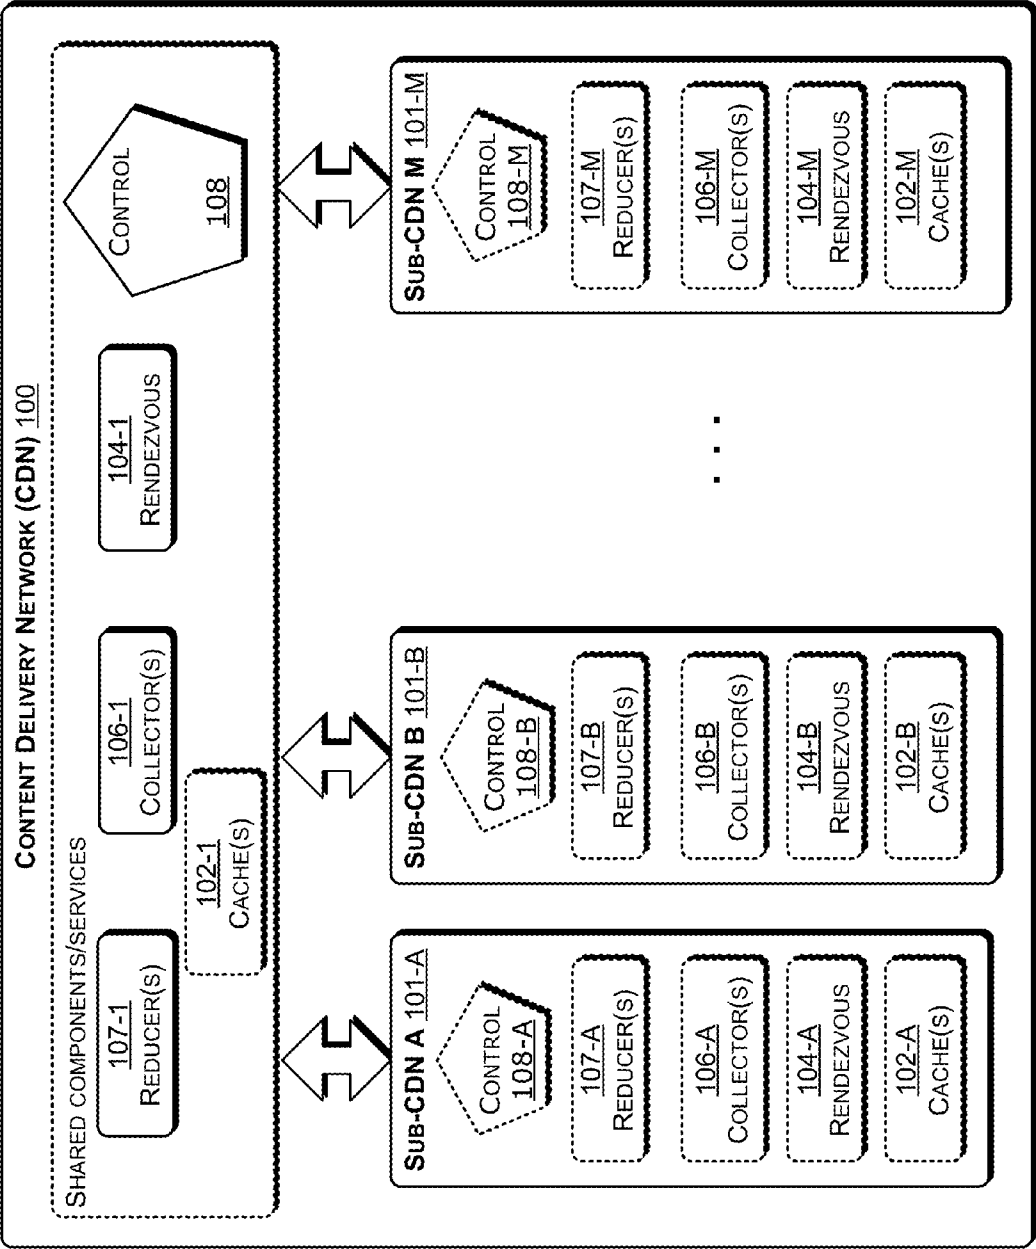 CONTENT DELIVERY NETWORK (CDN) 100
SHARED COMPONENTS/SERVICES
107-1
REDUCER(S)
106-1
COLLECTOR(S)
104-1
RENDEZVOUS
CONTROL
108
102-1
CACHE(S)
SUB-CDN A 101-A
CONTROL
108-A
107-A
REDUCER(S)
106-A
COLLECTOR(S)
104-A
RENDEZVOUS
102-A
CACHE(S)
SUB-CDN B 101-B
CONTROL
108-B
107-B
REDUCER(S)
106-B
COLLECTOR(S)
104-B
RENDEZVOUS
102-B
CACHE(S)
. . .
SUB-CDN M 101-M
CONTROL
108-M
107-M
REDUCER(S)
106-M
COLLECTOR(S)
104-M
RENDEZVOUS
102-M
CACHE(S)